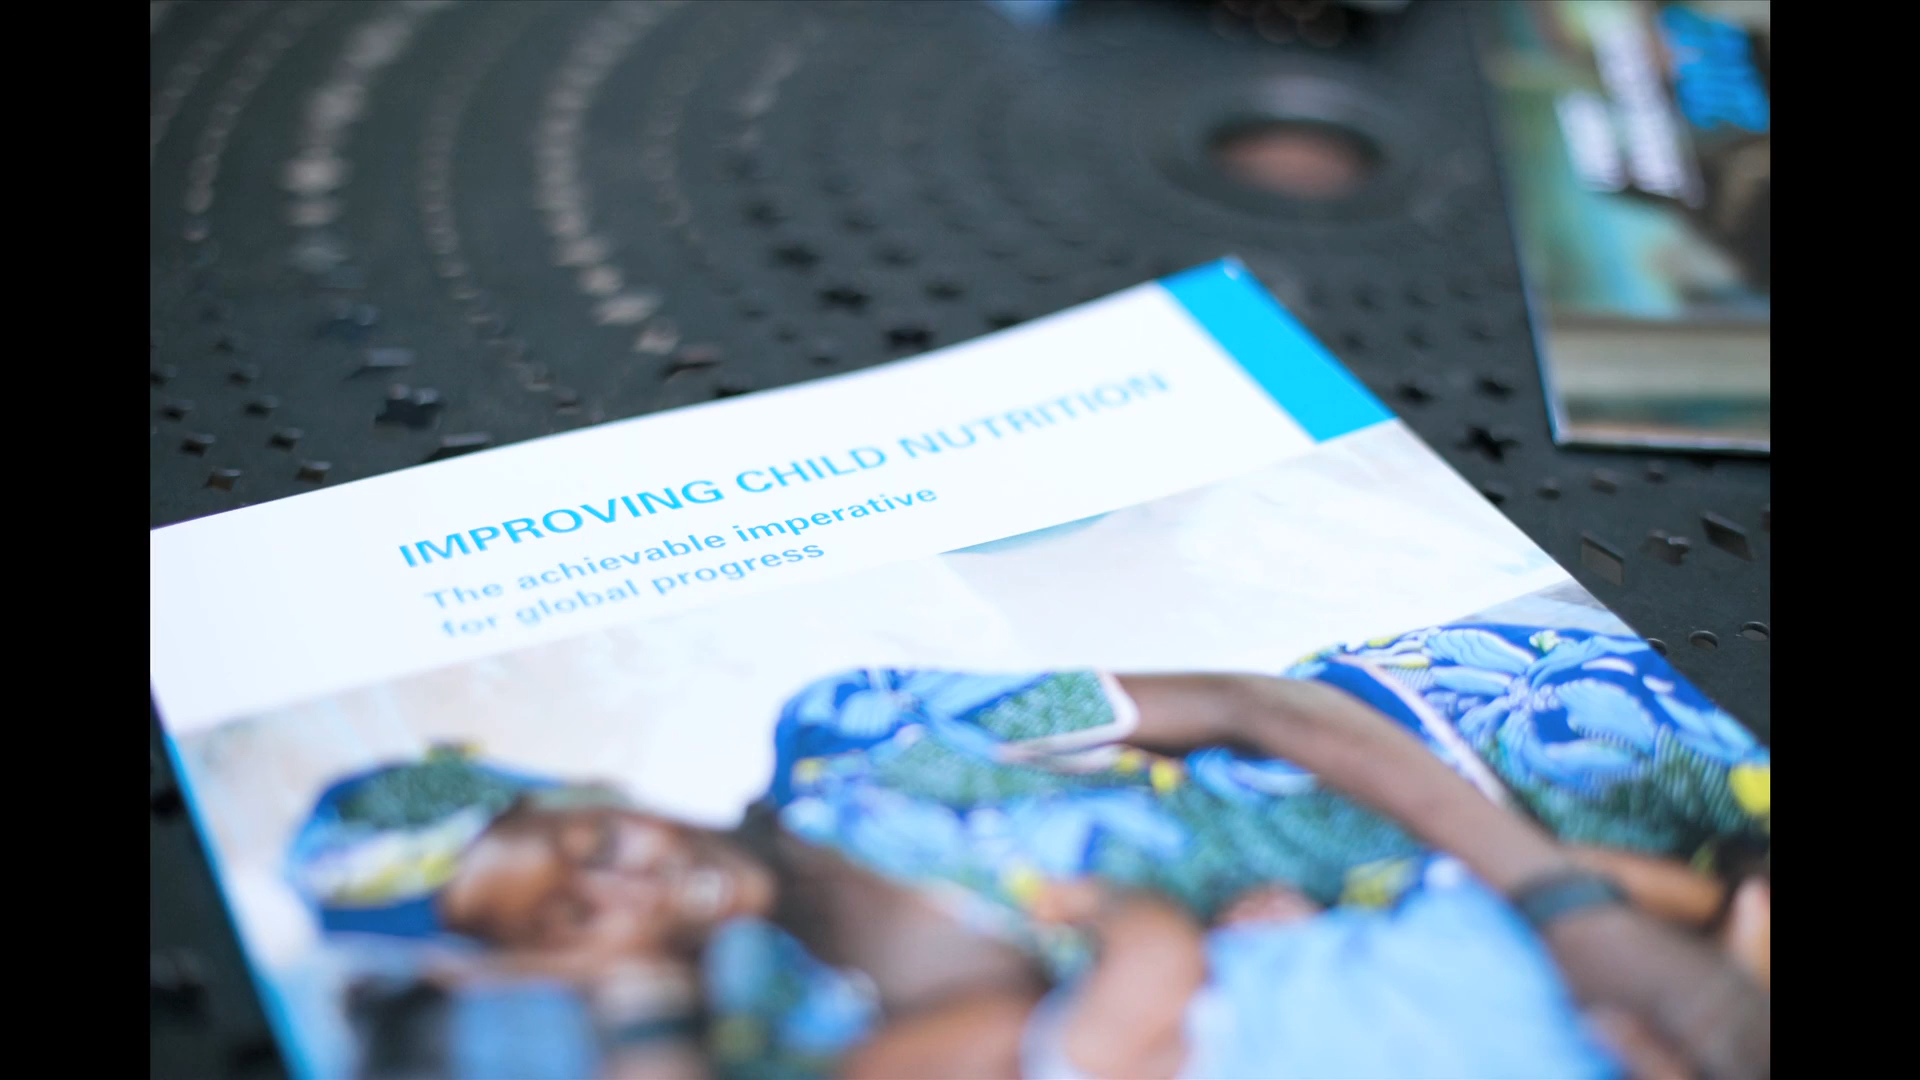 IMPROVING CHILD NUTRITION
The achievable imperative
for global progress